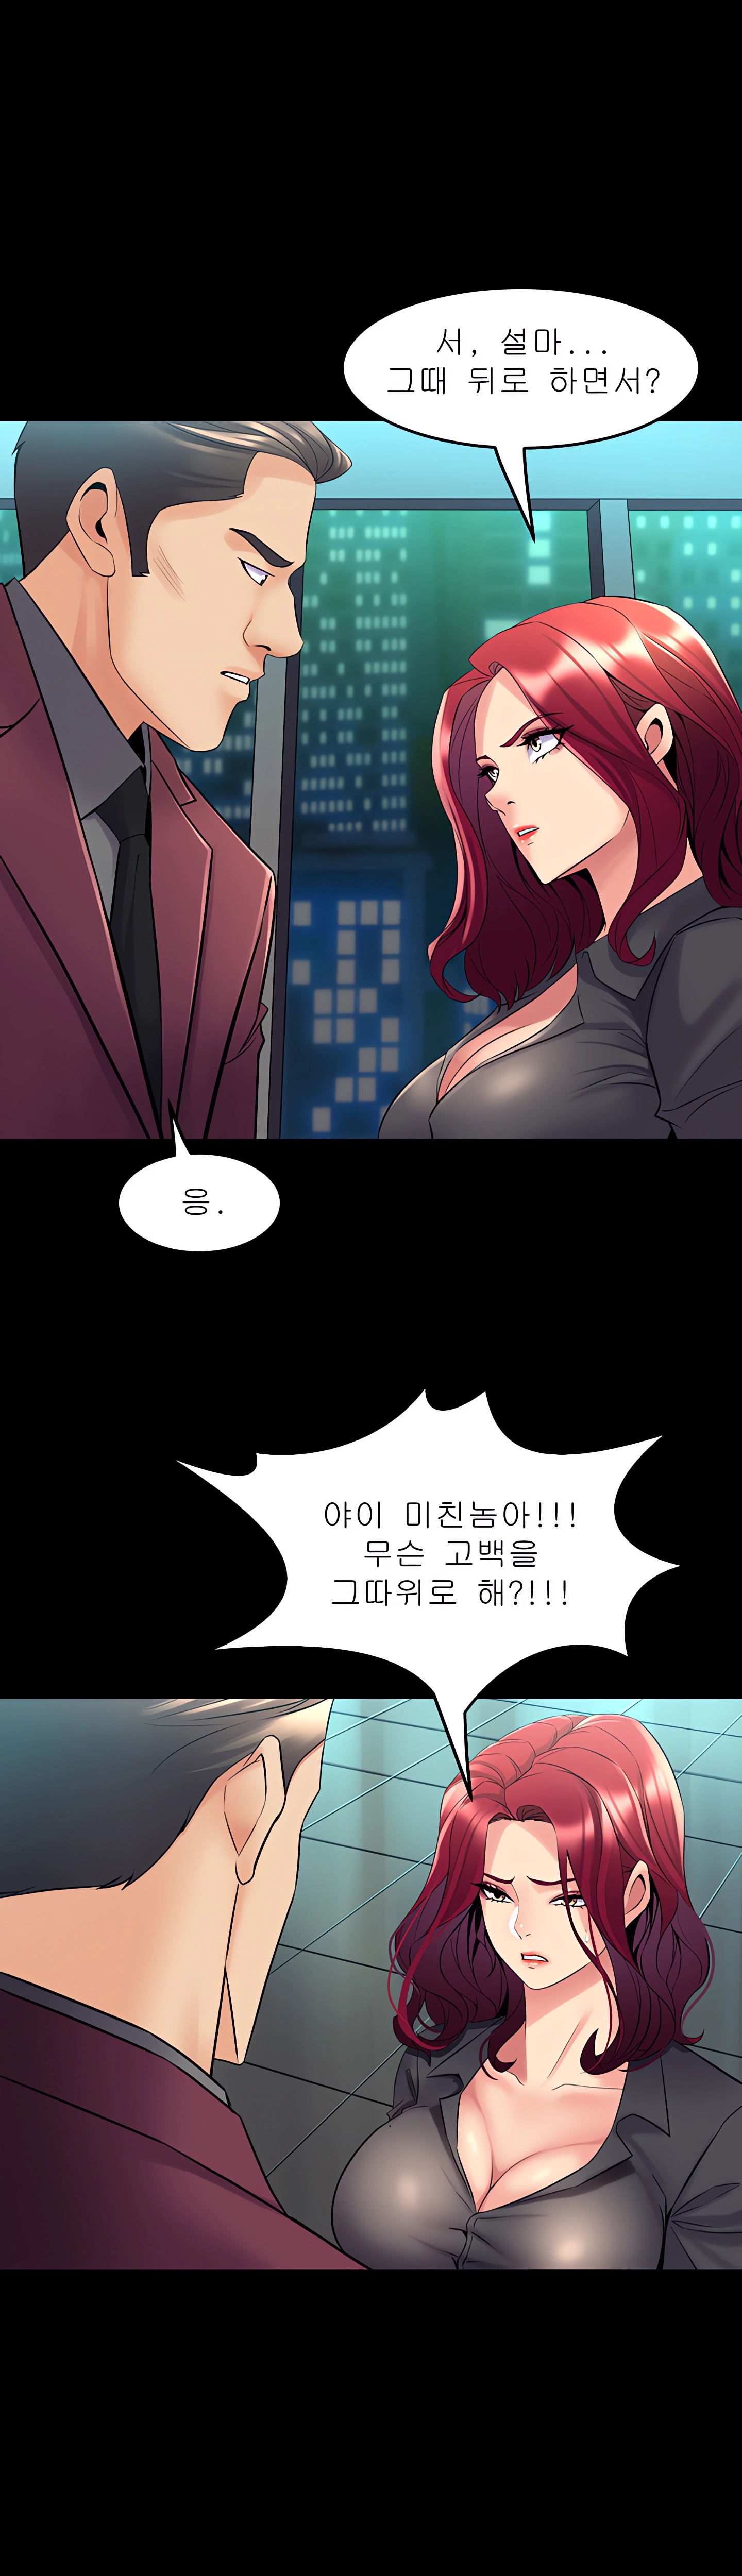 서, 설마...
그때 뒤로 하면서?
응.
야이 미친놈아!!!
무슨 고백을
그따위로 해?!!!